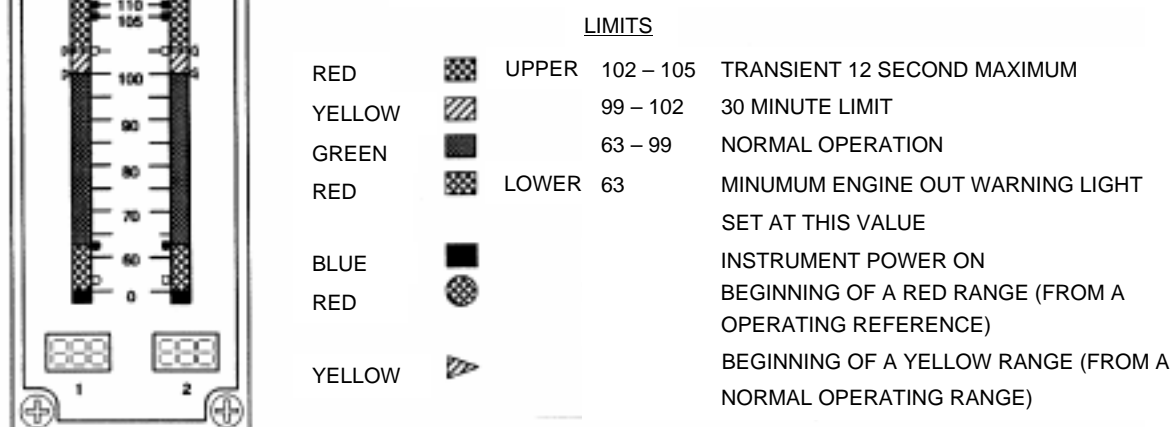 110
105
100
90
80
70
60
0
1 2
LIMITS
RED UPPER 102 – 105 TRANSIENT 12 SECOND MAXIMUM
YELLOW 99 – 102 30 MINUTE LIMIT
GREEN 63 – 99 NORMAL OPERATION
RED LOWER 63 MINUMUM ENGINE OUT WARNING LIGHT
SET AT THIS VALUE
BLUE INSTRUMENT POWER ON
RED BEGINNING OF A RED RANGE (FROM A
OPERATING REFERENCE)
YELLOW BEGINNING OF A YELLOW RANGE (FROM A
NORMAL OPERATING RANGE)